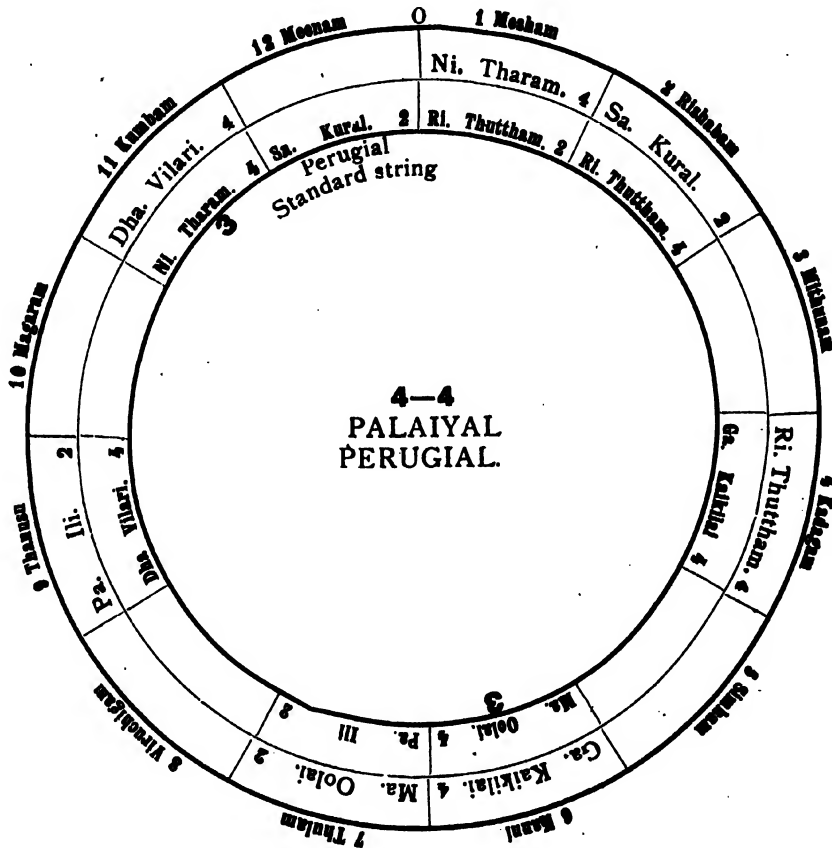 0
1 Mesham
2 Rishabam
3 Mithunam
4 Kadagam
5 Simham
6 Kanni
7 Thulam
8 Viruchigam
9 Thanusu
10 Magaram
11 Kumbam
12 Meenam
Ni. Tharam. 4
Sa. Kural. 2
Ri. Thuttham. 4
Ga. Kaikilai. 4
Ma. Oolai. 2
Pa. Ili. 2
Dha. Vilari. 4
Ri. Thuttham. 2
Ri. Thuttham. 4
Ga. Kaikilai 4
Ma. Oolai. 4
3
Pa. Ili 2
Dha Vilari. 4
Ni. Tharam. 4
3
Sa. Kural. 2
Perugial
Standard string
4—4
PALAIYAL
PERUGIAL.